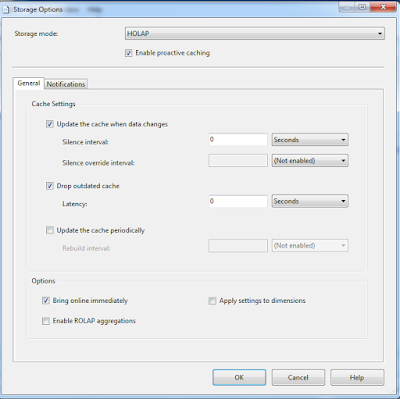 Storage Options
Help
Storage mode: HOLAP
Enable proactive caching
General Notifications
Cache Settings
Update the cache when data changes
Silence interval: 0 Seconds
Silence override interval: (Not enabled)
Drop outdated cache
Latency: 0 Seconds
Update the cache periodically
Rebuild interval: (Not enabled)
Options
Bring online immediately Apply settings to dimensions
Enable ROLAP aggregations
OK Cancel Help